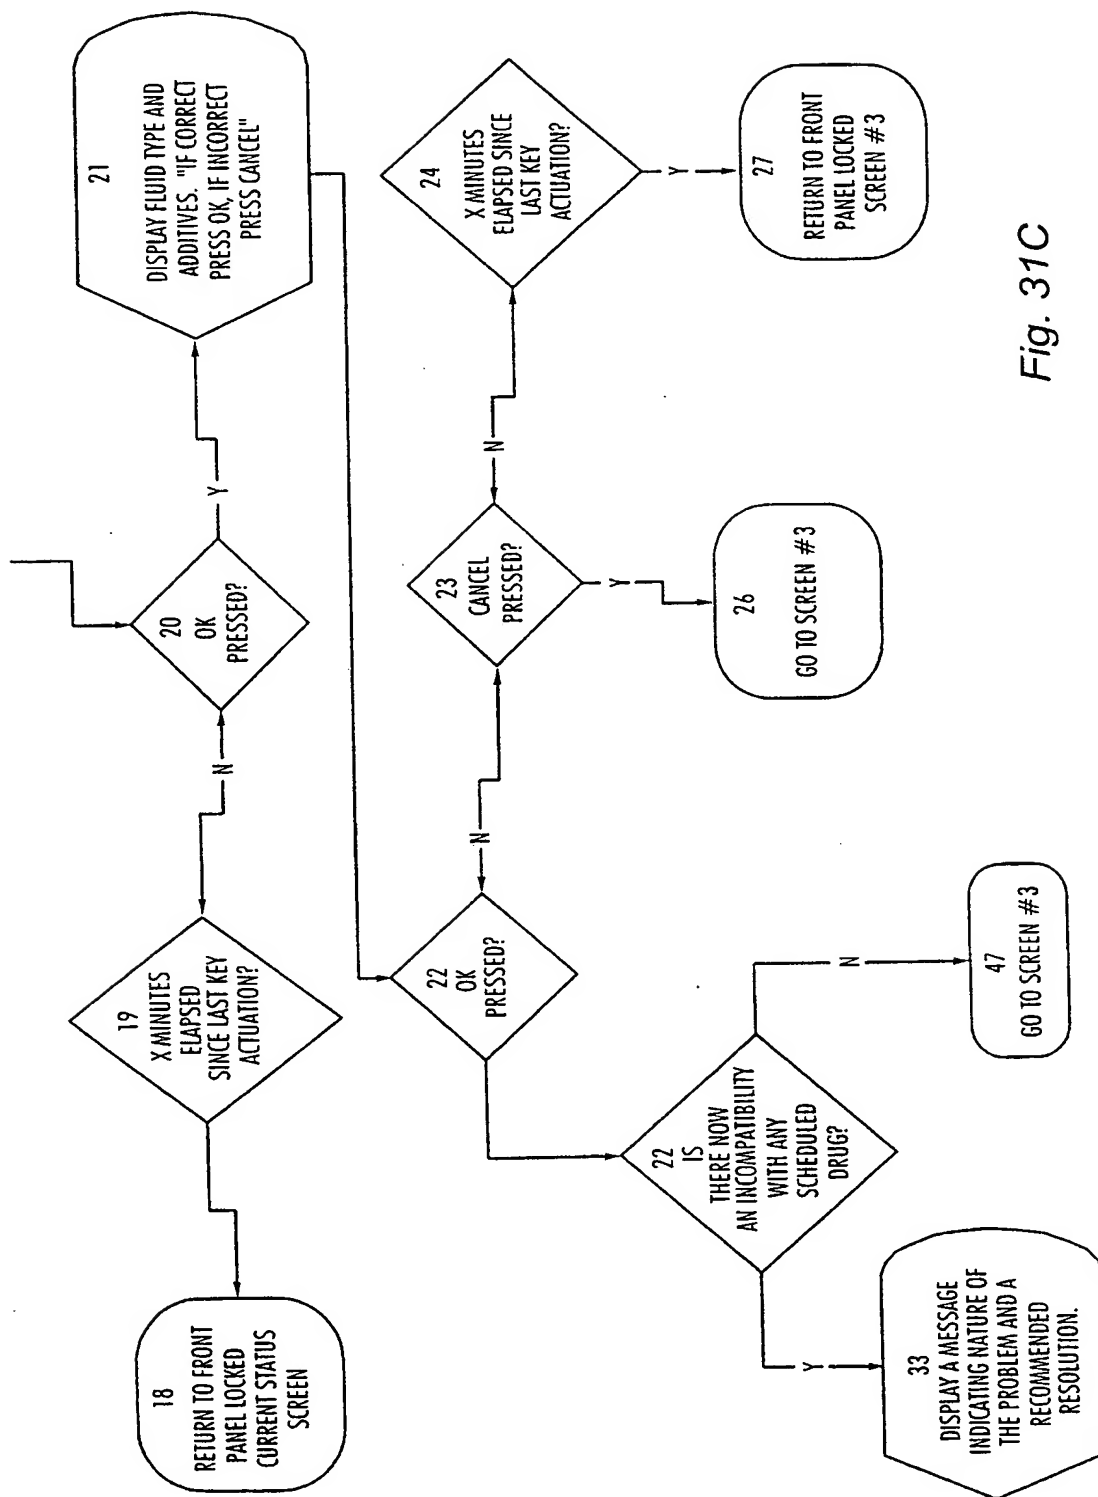 18
RETURN TO FRONT
PANEL LOCKED
CURRENT STATUS
SCREEN
19
X MINUTES
ELAPSED
SINCE LAST KEY
ACTUATION?
N
20
OK
PRESSED?
Y
21
DISPLAY FLUID TYPE AND
ADDITIVES. "IF CORRECT
PRESS OK, IF INCORRECT
PRESS CANCEL"
22
OK
PRESSED?
N
23
CANCEL
PRESSED?
N
24
X MINUTES
ELAPSED SINCE
LAST KEY
ACTUATION?
Y
26
GO TO SCREEN #3
Y
27
RETURN TO FRONT
PANEL LOCKED
SCREEN #3
22
IS
THERE NOW
AN INCOMPATIBILITY
WITH ANY
SCHEDULED
DRUG?
N
47
GO TO SCREEN #3
Y
33
DISPLAY A MESSAGE
INDICATING NATURE OF
THE PROBLEM AND A
RECOMMENDED
RESOLUTION.
Fig. 31C